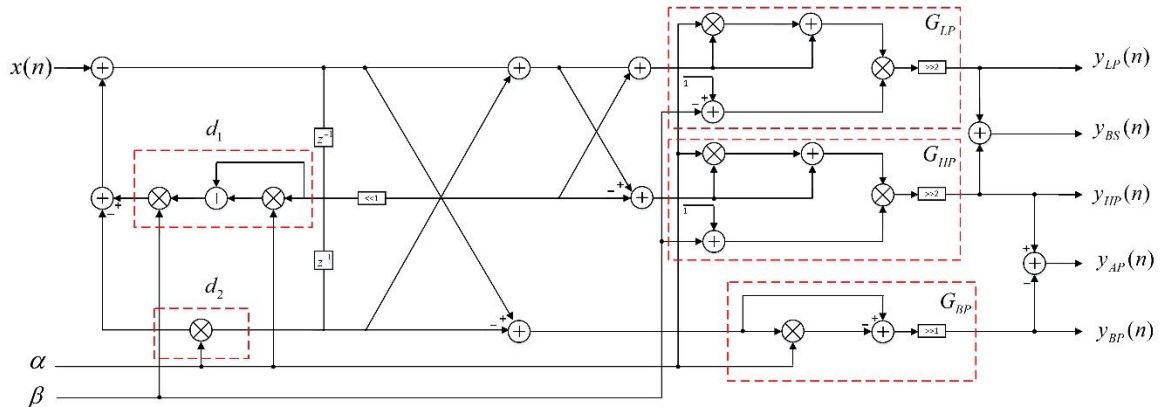 G_LP
x(n)
>>2
y_LP(n)
1
- +
d_1
z^-1
+
y_BS(n)
G_HP
- +
- +
<<1
- +
>>2
y_HP(n)
1
z^-1
+
-
y_AP(n)
d_2
G_BP
- +
- +
>>1
y_BP(n)
α
β